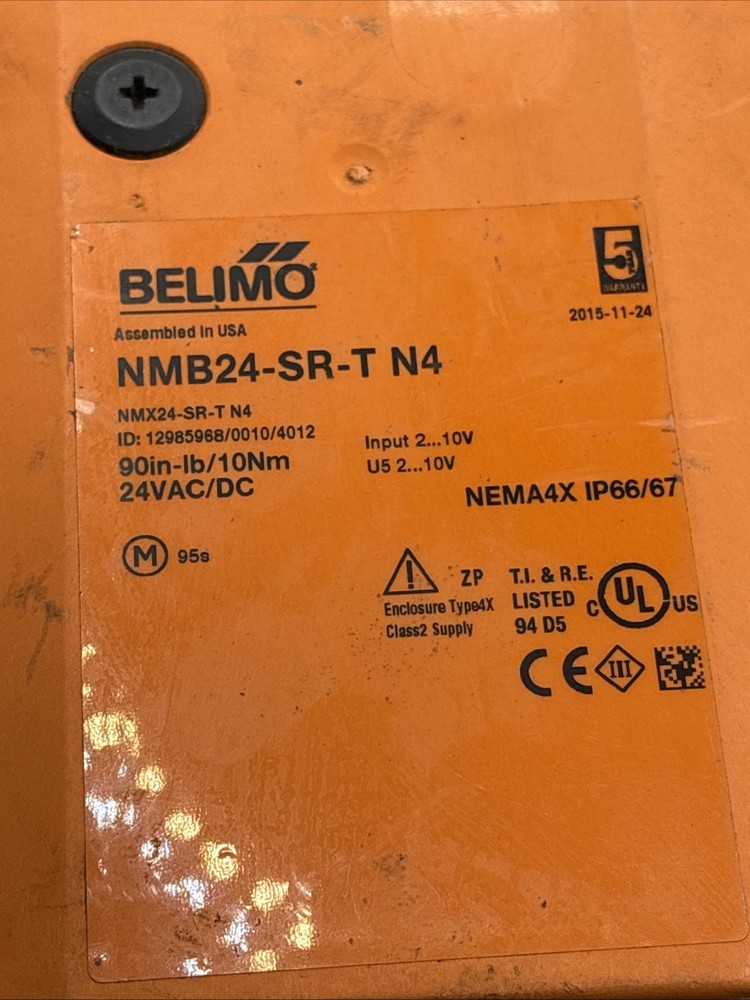 BELIMO
5
WARRANTY
2015-11-24
Assembled in USA
NMB24-SR-T N4
NMX24-SR-T N4
ID: 12985968/0010/4012
90in-lb/10Nm
24VAC/DC
Input 2...10V
U5 2...10V
NEMA4X IP66/67
M 95s
ZP
Enclosure Type4X
Class2 Supply
T.I. & R.E.
LISTED
94 D5
C UL US
CE III